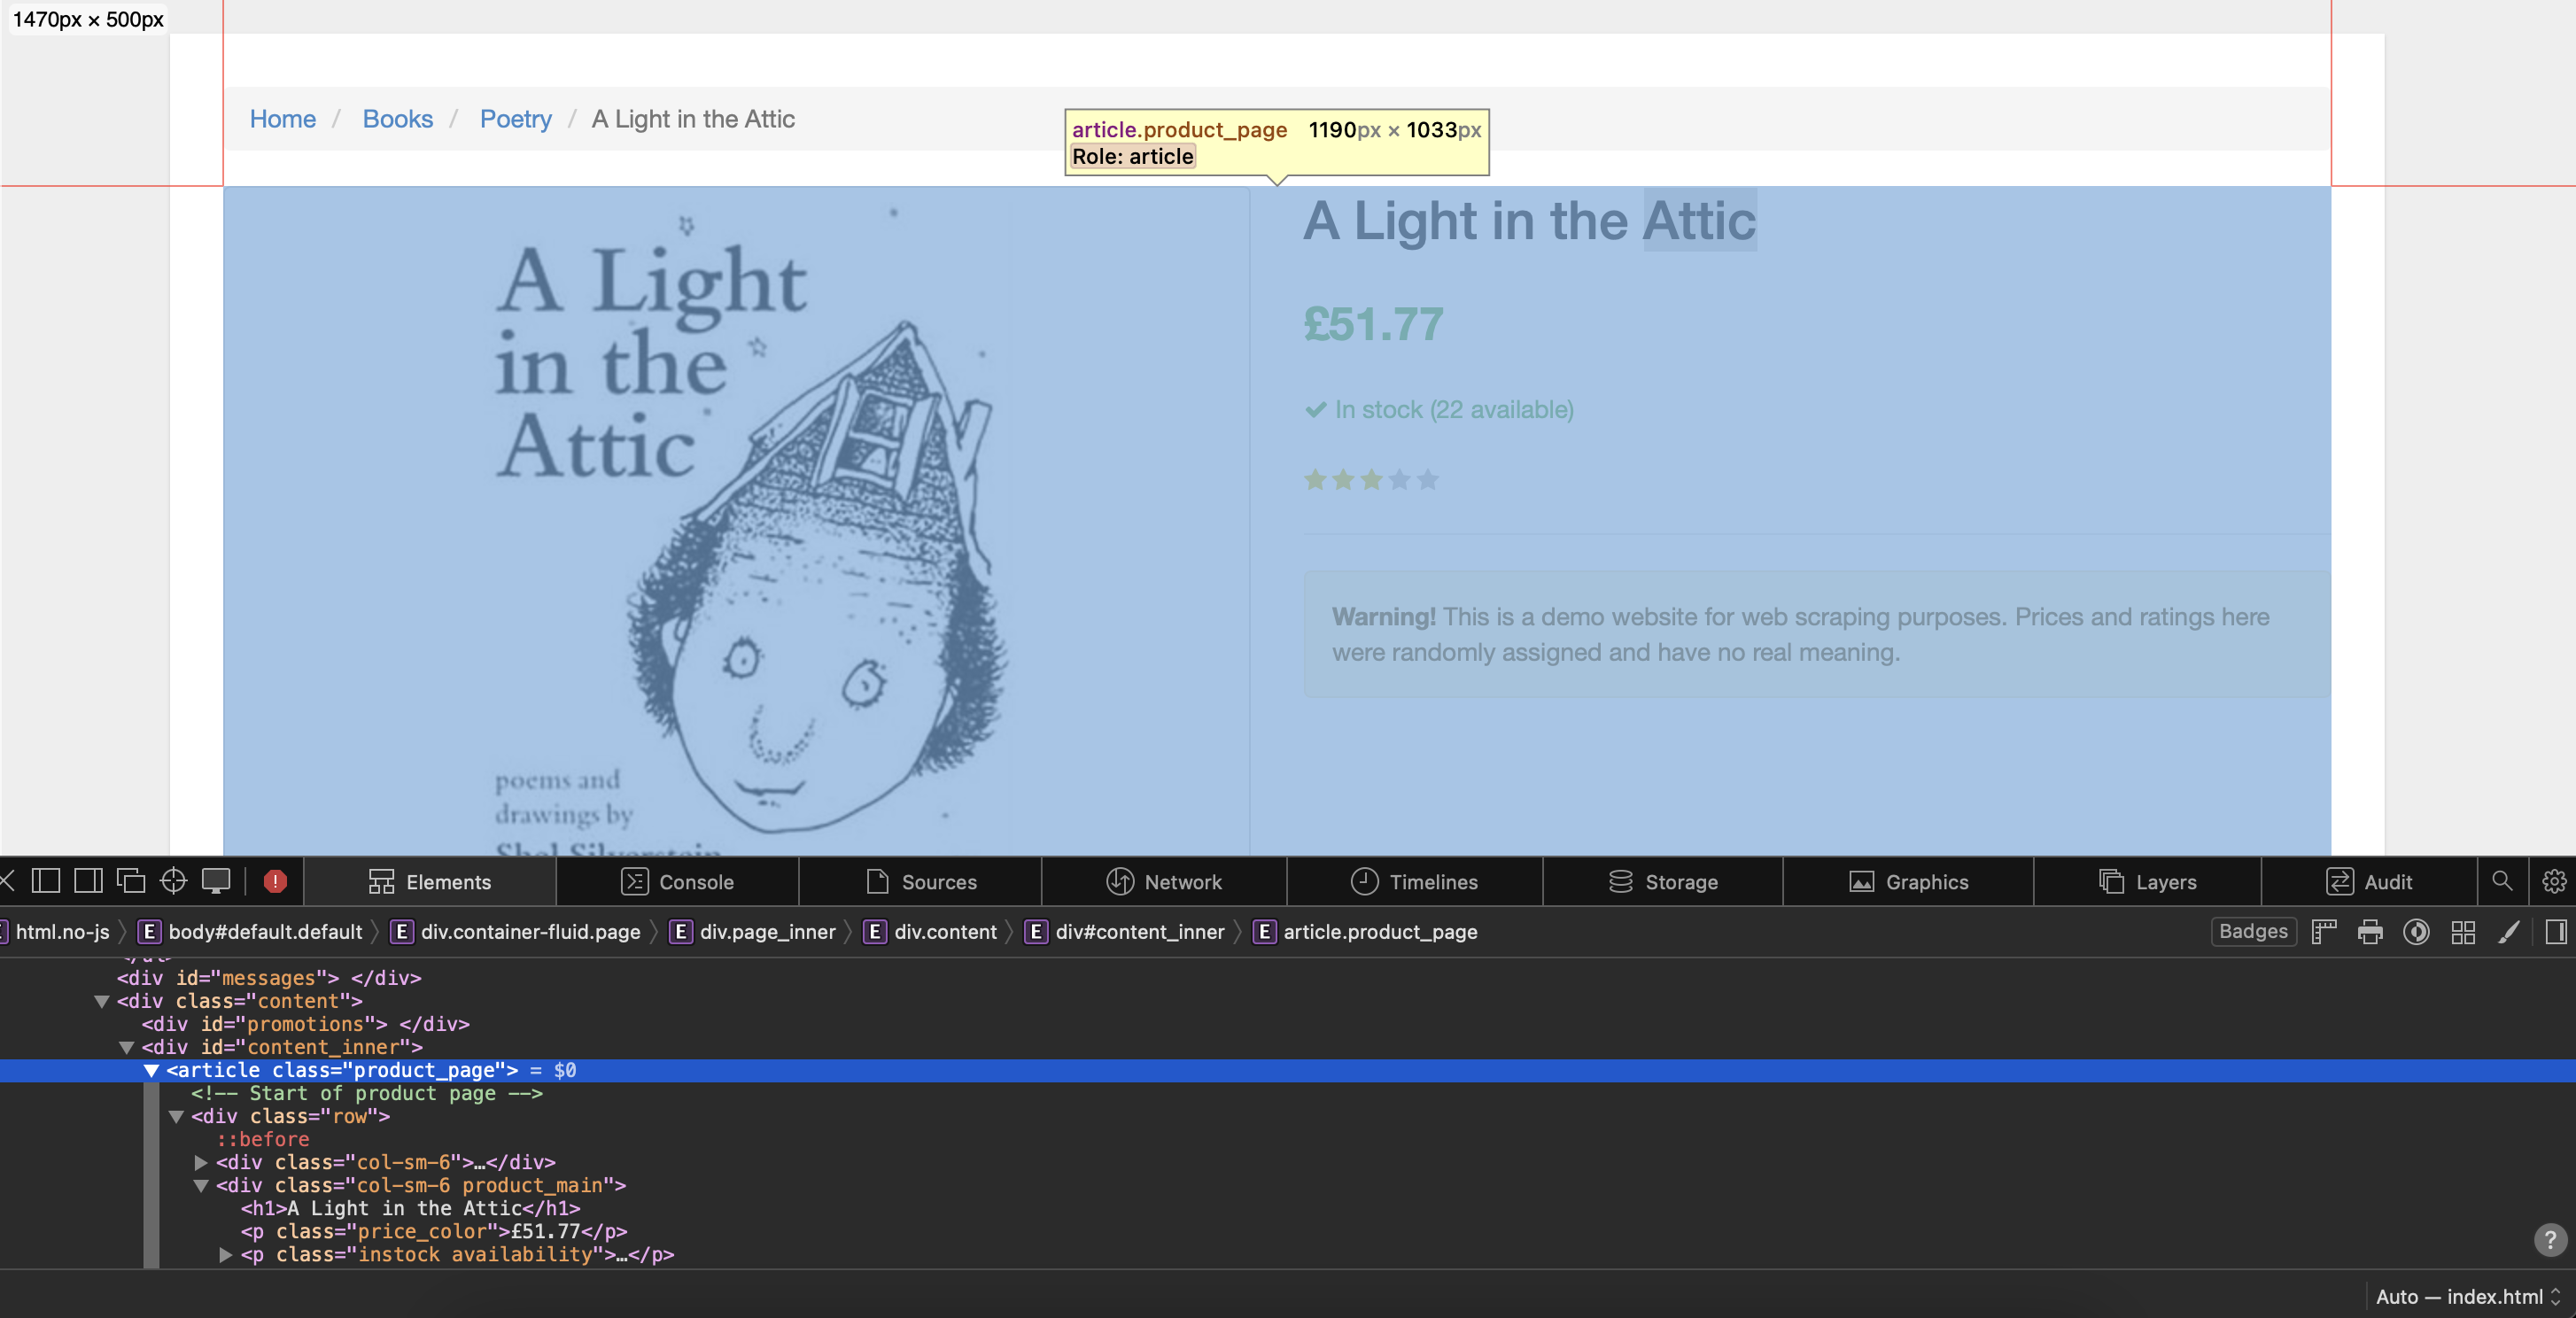 1470px × 500px
Home / Books / Poetry / A Light in the Attic
article.product_page 1190px × 1033px
Role: article
A Light
in the
Attic
poems and
drawings by
Shel Silverstein
A Light in the Attic
£51.77
In stock (22 available)
Warning! This is a demo website for web scraping purposes. Prices and ratings here
were randomly assigned and have no real meaning.
Elements Console Sources Network Timelines Storage Graphics Layers Audit
html.no-js E body#default.default E div.container-fluid.page E div.page_inner E div.content E div#content_inner E article.product_page Badges
</ul>
<div id="messages"> </div>
<div class="content">
<div id="promotions"> </div>
<div id="content_inner">
<article class="product_page"> = $0
<!-- Start of product page -->
<div class="row">
::before
<div class="col-sm-6">…</div>
<div class="col-sm-6 product_main">
<h1>A Light in the Attic</h1>
<p class="price_color">£51.77</p>
<p class="instock availability">…</p>
?
Auto — index.html